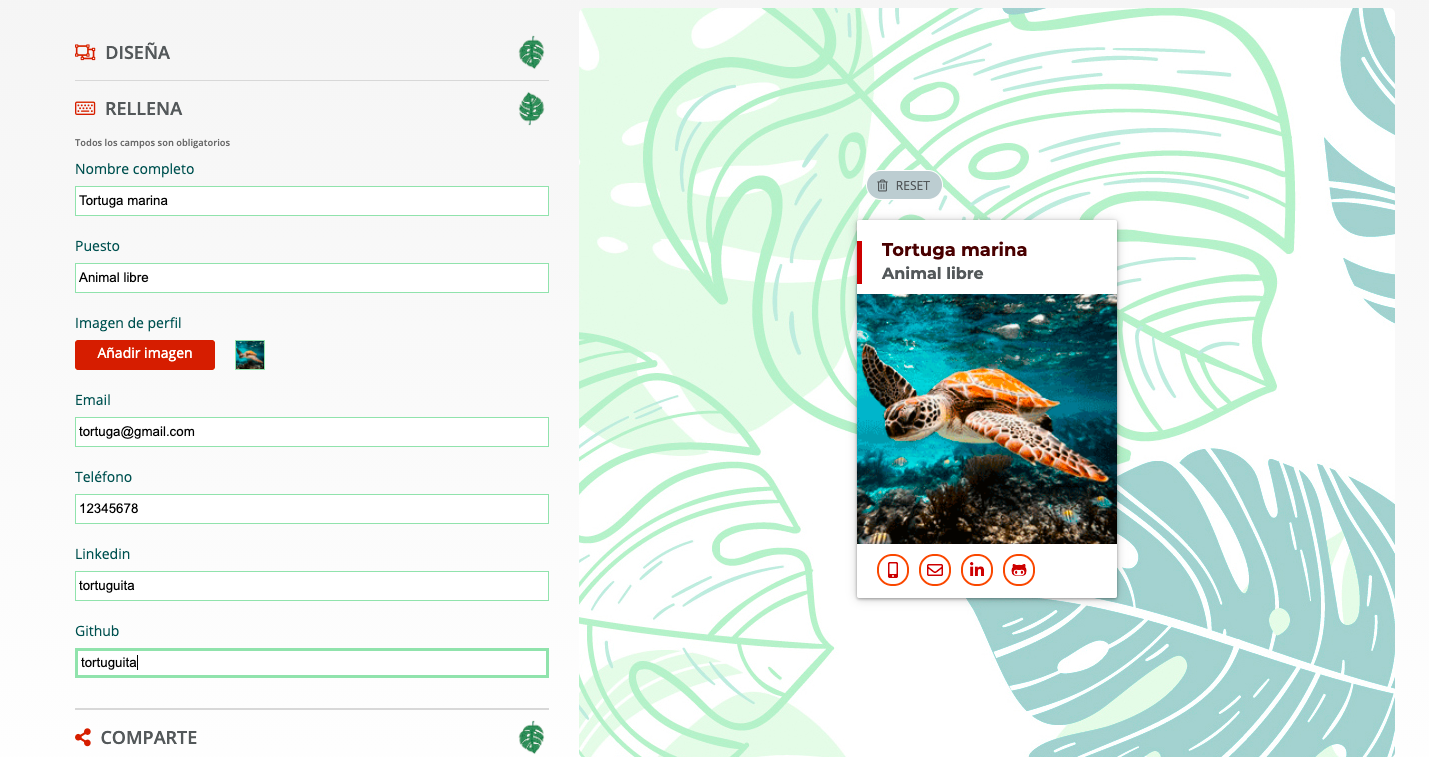 DISEÑA
RELLENA
Todos los campos son obligatorios
Nombre completo
Tortuga marina
Puesto
Animal libre
Imagen de perfil
Añadir imagen
Email
tortuga@gmail.com
Teléfono
12345678
Linkedin
tortuguita
Github
tortuguita
COMPARTE
RESET
Tortuga marina
Animal libre
in